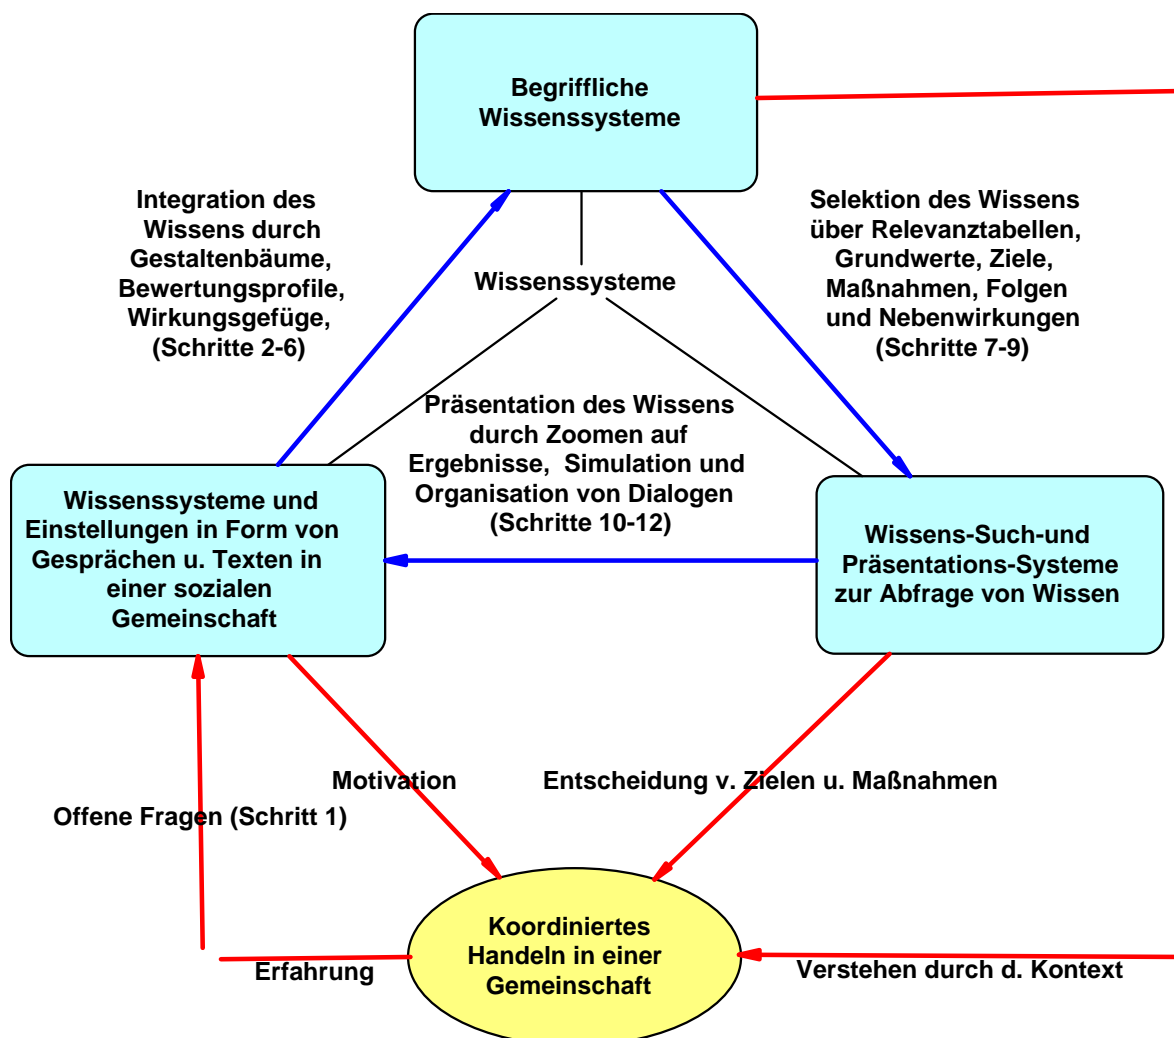 Begriffliche
Wissenssysteme
Integration des
Wissens durch
Gestaltenbäume,
Bewertungsprofile,
Wirkungsgefüge,
(Schritte 2-6)
Selektion des Wissens
über Relevanztabellen,
Grundwerte, Ziele,
Maßnahmen, Folgen
und Nebenwirkungen
(Schritte 7-9)
Wissenssysteme
Präsentation des Wissens
durch Zoomen auf
Ergebnisse, Simulation und
Organisation von Dialogen
(Schritte 10-12)
Wissenssysteme und
Einstellungen in Form von
Gesprächen u. Texten in
einer sozialen
Gemeinschaft
Wissens-Such-und
Präsentations-Systeme
zur Abfrage von Wissen
Motivation
Entscheidung v. Zielen u. Maßnahmen
Offene Fragen (Schritt 1)
Koordiniertes
Handeln in einer
Gemeinschaft
Erfahrung
Verstehen durch d. Kontext